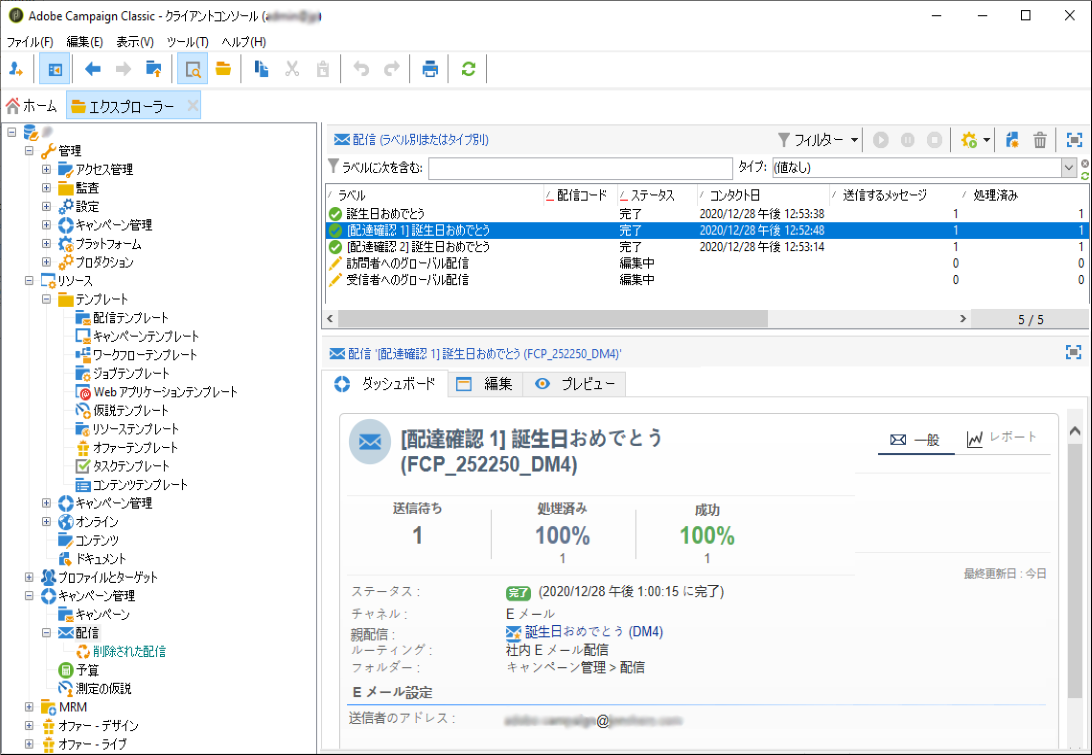 Adobe Campaign Classic - クライアントコンソール (
ファイル(F) 編集(E) 表示(V) ツール(T) ヘルプ(H)
ホーム エクスプローラー
管理
アクセス管理
監査
設定
キャンペーン管理
プラットフォーム
プロダクション
リソース
テンプレート
配信テンプレート
キャンペーンテンプレート
ワークフローテンプレート
ジョブテンプレート
Web アプリケーションテンプレート
仮説テンプレート
リソーステンプレート
オファーテンプレート
タスクテンプレート
コンテンツテンプレート
キャンペーン管理
オンライン
コンテンツ
ドキュメント
プロファイルとターゲット
キャンペーン管理
キャンペーン
配信
削除された配信
予算
測定の仮説
MRM
オファー - デザイン
オファー - ライブ
配信 (ラベル別またはタイプ別) フィルター
ラベルに次を含む: タイプ: (値なし)
ラベル 配信コード ステータス コンタクト日 送信するメッセージ 処理済み
誕生日おめでとう 完了 2020/12/28 午後 12:53:38 1 1
[配達確認 1] 誕生日おめでとう 完了 2020/12/28 午後 12:52:48 1 1
[配達確認 2] 誕生日おめでとう 完了 2020/12/28 午後 12:53:14 1 1
訪問者へのグローバル配信 編集中 0 0
受信者へのグローバル配信 編集中 0 0
5 / 5
配信 '[配達確認 1] 誕生日おめでとう (FCP_252250_DM4)'
ダッシュボード 編集 プレビュー
[配達確認 1] 誕生日おめでとう
(FCP_252250_DM4)
一般 レポート
送信待ち 処理済み 成功
1 100% 100%
1 1
最終更新日 : 今日
ステータス : 完了 (2020/12/28 午後 1:00:15 に完了)
チャネル : E メール
親配信 : 誕生日おめでとう (DM4)
ルーティング : 社内 E メール配信
フォルダー : キャンペーン管理 > 配信
E メール設定
送信者のアドレス : @